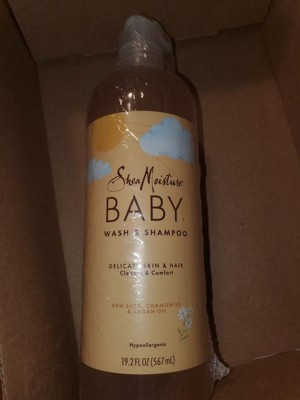 SheaMoisture
BABY
WASH & SHAMPOO
DELICATE SKIN & HAIR
Cleanse & Comfort
RAW SHEA, CHAMOMILE
& ARGAN OIL
Hypoallergenic
19.2 FL OZ (567 mL)